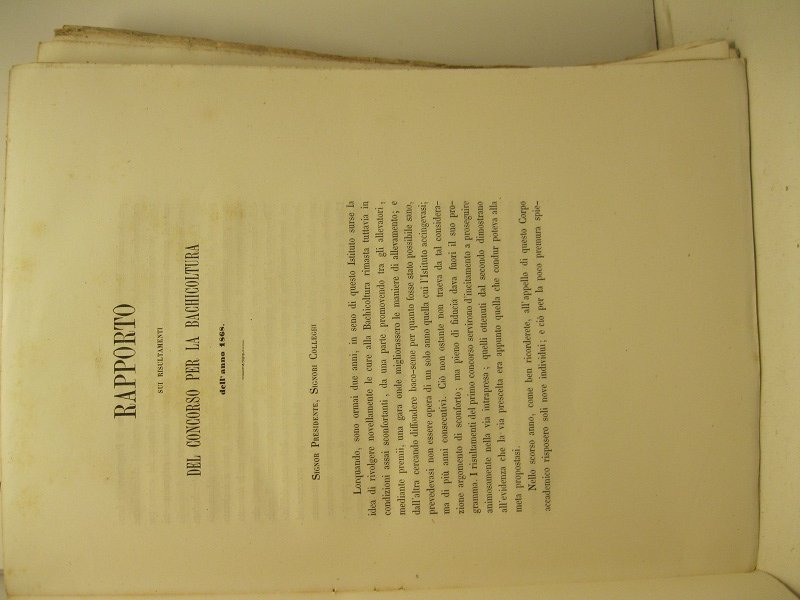 RAPPORTO
SUI RISULTAMENTI
DEL CONCORSO PER LA BACHICOLTURA
dell'anno 1868.
SIGNOR PRESIDENTE, SIGNORI COLLEGHI
Lorquando, sono ormai due anni, in seno di questo Istituto surse la
idea di rivolgere novellamente le cure alla Bachicoltura rimasta tuttavia in
condizioni assai sconfortanti, da una parte promovendo tra gli allevatori,
mediante premii, una gara onde migliorassero le maniere di allevamento; e
dall'altra cercando diffondere baco-seme per quanto fosse stato possibile sano,
prevedevasi non essere opera di un solo anno quella cui l'Istituto accingevasi;
ma di più anni consecutivi. Ciò non ostante non traeva da tal considera-
zione argomento di sconforto; ma pieno di fiducia dava fuori il suo pro-
gramma. I risultamenti del primo concorso servirono d'incitamento a proseguire
animosamente nella via intrapresa; quelli ottenuti dal secondo dimostrano
all'evidenza che la via prescelta era appunto quella che condur poteva alla
meta propostasi.
Nello scorso anno, come ben ricorderete, all'appello di questo Corpo
accademico risposero soli nove individui; e ciò per la poco premura spie-